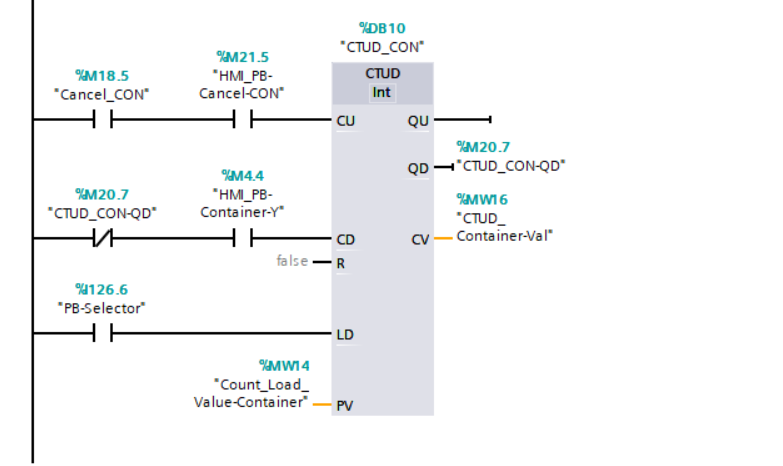 %DB10
"CTUD_CON"
%M21.5
"HMI_PB-
Cancel-CON"
%M18.5
"Cancel_CON"
CTUD
Int
CU
QU
%M20.7
"CTUD_CON-QD"
QD
%M4.4
"HMI_PB-
Container-Y"
%M20.7
"CTUD_CON-QD"
%MW16
"CTUD_
Container-Val"
CD
CV
false
R
%I126.6
"PB-Selector"
LD
%MW14
"Count_Load_
Value-Container"
PV